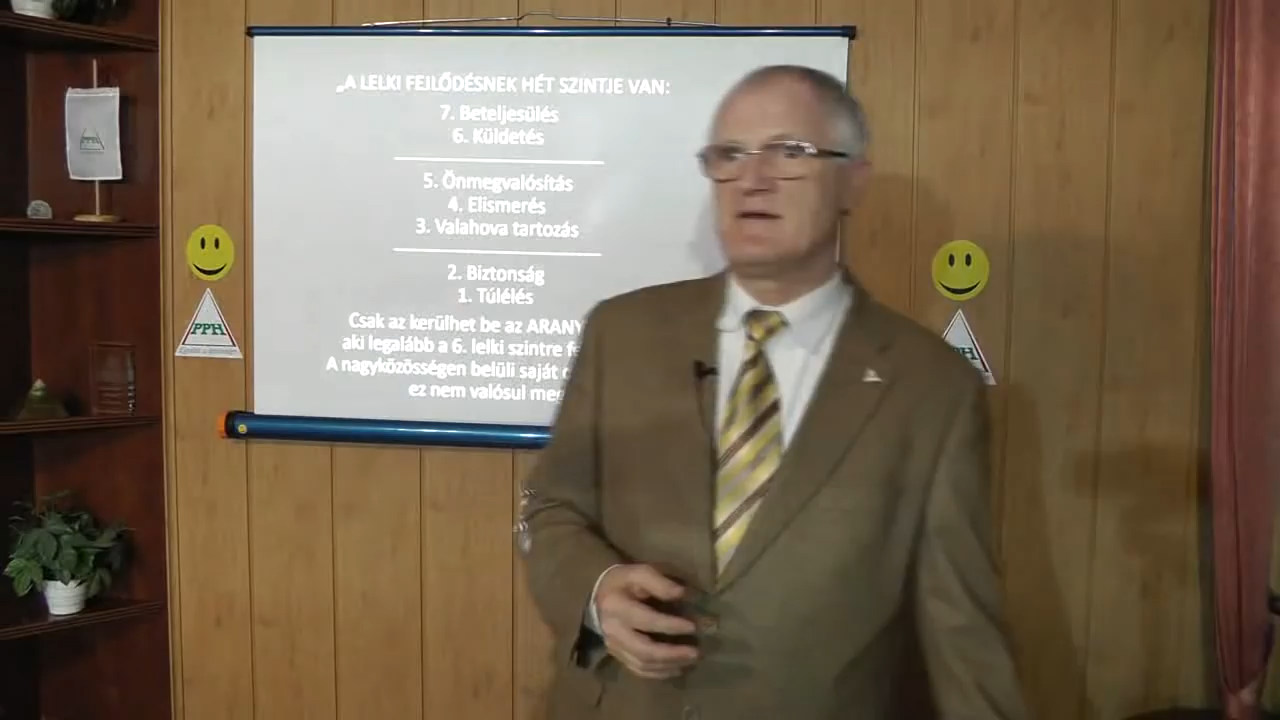 „A LELKI FEJLŐDÉSNEK HÉT SZINTJE VAN:
7. Beteljesülés
6. Küldetés
5. Önmegvalósítás
4. Elismerés
3. Valahova tartozás
2. Biztonság
1. Túlélés
Csak az kerülhet be az ARANY
aki legalább a 6. lelki szintre
A nagyközösségen belüli saját
ez nem valósul meg
PPH
PPH